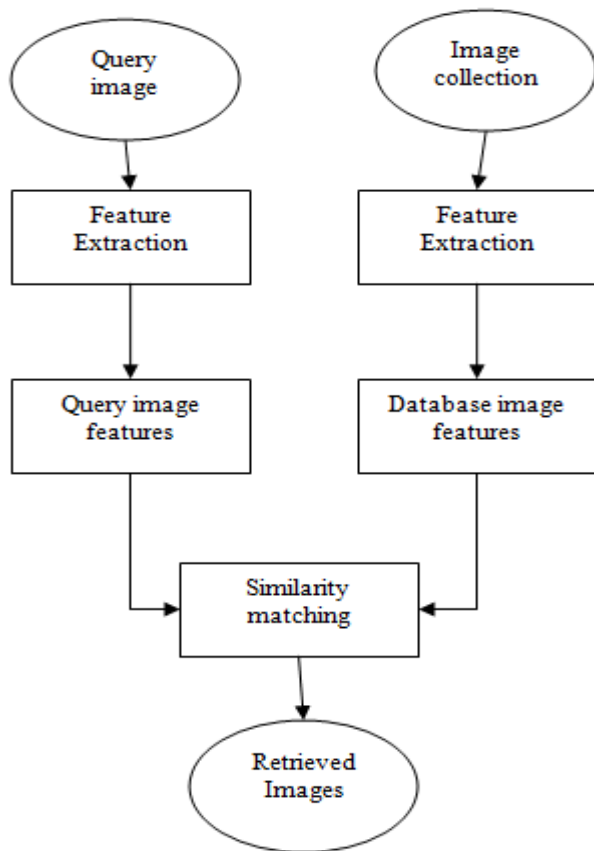 Query
image
Image
collection
Feature
Extraction
Feature
Extraction
Query image
features
Database image
features
Similarity
matching
Retrieved
Images